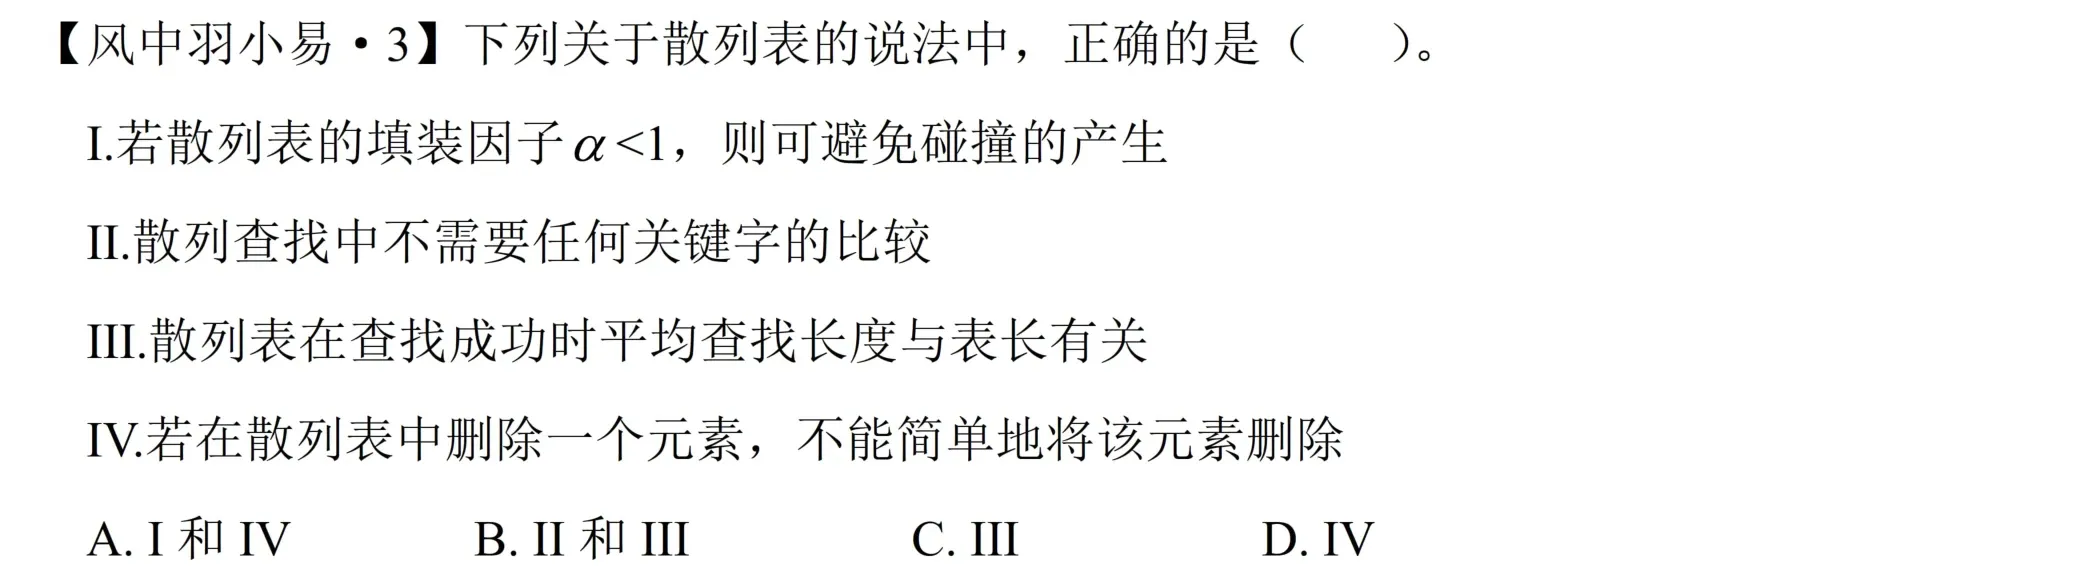 【风中羽小易·3】下列关于散列表的说法中，正确的是（　　）。
I.若散列表的填装因子α<1，则可避免碰撞的产生
II.散列查找中不需要任何关键字的比较
III.散列表在查找成功时平均查找长度与表长有关
IV.若在散列表中删除一个元素，不能简单地将该元素删除
A. I 和 IV　　B. II 和 III　　C. III　　D. IV